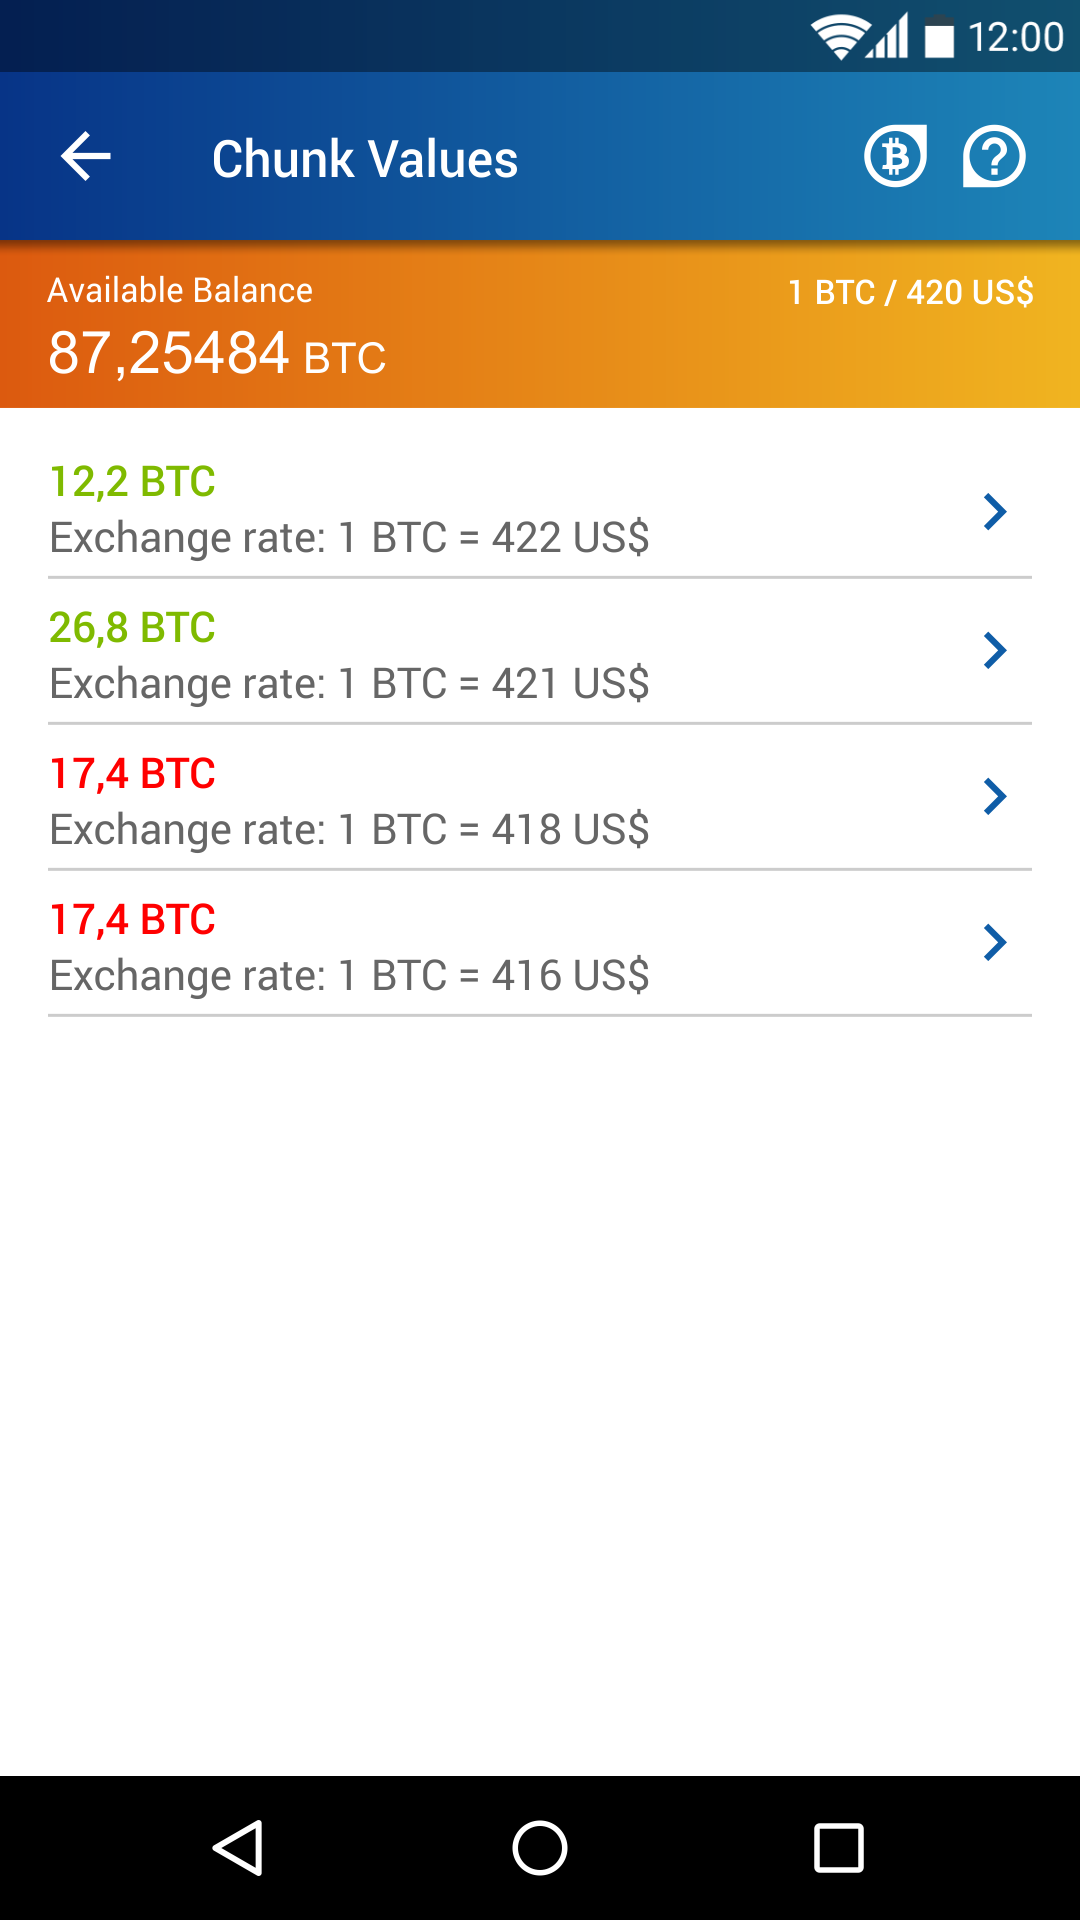 12:00
Chunk Values
Available Balance
1 BTC / 420 US$
87,25484 BTC
12,2 BTC
Exchange rate: 1 BTC = 422 US$
26,8 BTC
Exchange rate: 1 BTC = 421 US$
17,4 BTC
Exchange rate: 1 BTC = 418 US$
17,4 BTC
Exchange rate: 1 BTC = 416 US$